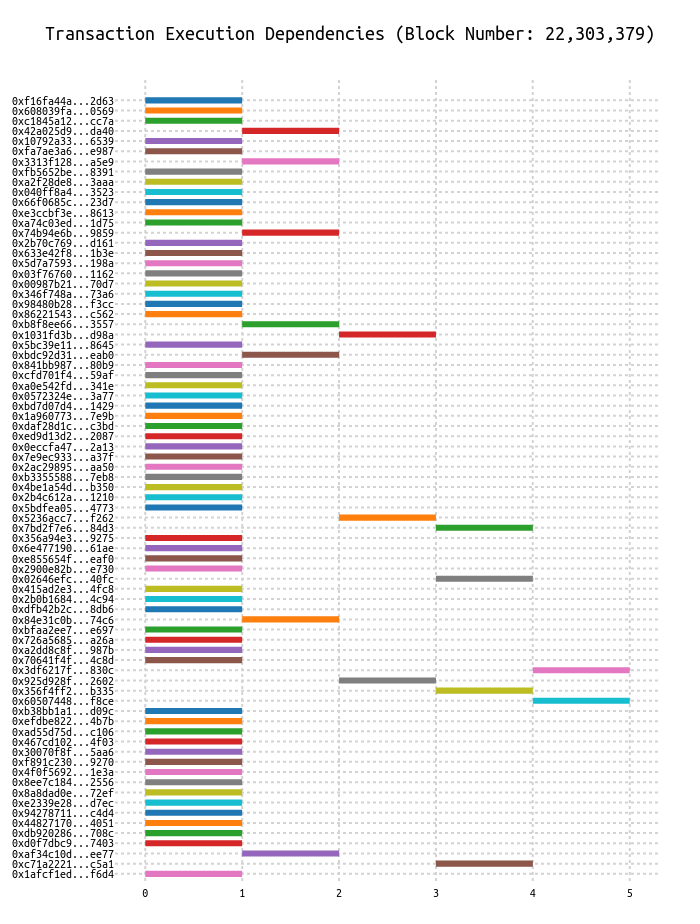 Transaction Execution Dependencies (Block Number: 22,303,379)
0xf16fa44a...2d63
0x608039fa...0569
0xc1845a12...cc7a
0x42a025d9...da40
0x10792a33...6539
0xfa7ae3a6...e987
0x3313f128...a5e9
0xfb5652be...8391
0xa2f28de8...3aaa
0x040ff8a4...3523
0x66f0685c...23d7
0xe3ccbf3e...8613
0xa74c03ed...1d75
0x74b94e6b...9859
0x2b70c769...d161
0x633e42f8...1b3e
0x5d7a7593...198a
0x03f76760...1162
0x00987b21...70d7
0x346f748a...73a6
0x98480b28...f3cc
0x86221543...c562
0xb8f8ee66...3557
0x1031fd3b...d98a
0x5bc39e11...8645
0xbdc92d31...eab0
0x841bb987...80b9
0xcfd701f4...59af
0xa0e542fd...341e
0x0572324e...3a77
0xbd7d07d4...1429
0x1a960773...7e9b
0xdaf28d1c...c3bd
0xed9d13d2...2087
0x0eccfa47...2a13
0x7e9ec933...a37f
0x2ac29895...aa50
0xb3355588...7eb8
0x4be1a54d...b350
0x2b4c612a...1210
0x5bdfea05...4773
0x5236acc7...f262
0x7bd2f7e6...84d3
0x356a94e3...9275
0x6e477190...61ae
0xe855654f...eaf0
0x2900e82b...e730
0x02646efc...40fc
0x415ad2e3...4fc8
0x2b0b1684...4c94
0xdfb42b2c...8db6
0x84e31c0b...74c6
0xbfaa2ee7...e697
0x726a5685...a26a
0xa2dd8c8f...987b
0x70641f4f...4c8d
0x3df6217f...830c
0x925d928f...2602
0x356f4ff2...b335
0x60507448...f8ce
0xb38bb1a1...d09c
0xefdbe822...4b7b
0xad55d75d...c106
0x467cd102...4f03
0x30070f8f...5aa6
0xf891c230...9270
0x4f0f5692...1e3a
0x8ee7c184...2556
0x8a8dad0e...72ef
0xe2339e28...d7ec
0x94278711...c4d4
0x44827170...4051
0xdb920286...708c
0xd0f7dbc9...7403
0xaf34c10d...ee77
0xc71a2221...c5a1
0x1afcf1ed...f6d4
0 1 2 3 4 5